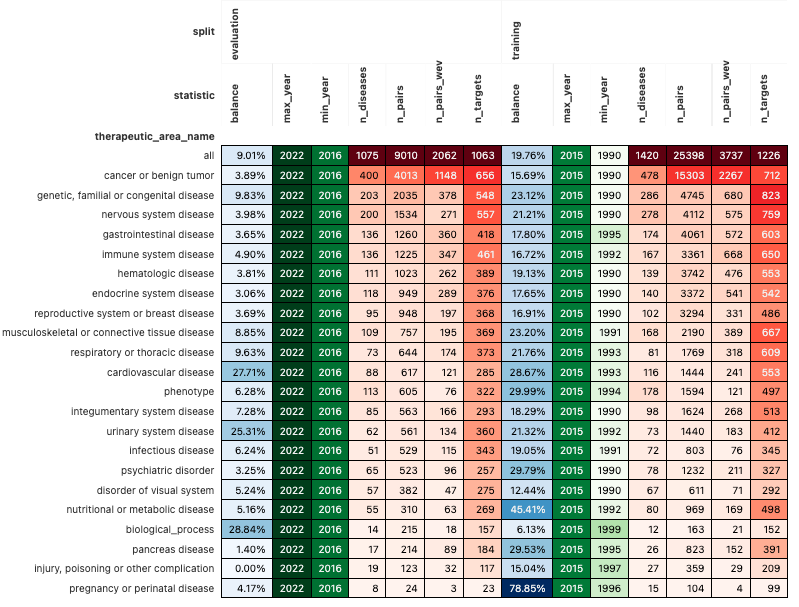 split evaluation training
statistic balance max_year min_year n_diseases n_pairs n_pairs_wev n_targets balance max_year min_year n_diseases n_pairs n_pairs_wev n_targets
therapeutic_area_name
all 9.01% 2022 2016 1075 9010 2062 1063 19.76% 2015 1990 1420 25398 3737 1226
cancer or benign tumor 3.89% 2022 2016 400 4013 1148 656 15.69% 2015 1990 478 15303 2267 712
genetic, familial or congenital disease 9.83% 2022 2016 203 2035 378 548 23.12% 2015 1990 286 4745 680 823
nervous system disease 3.98% 2022 2016 200 1534 271 557 21.21% 2015 1990 278 4112 575 759
gastrointestinal disease 3.65% 2022 2016 136 1260 360 418 17.80% 2015 1995 174 4061 572 603
immune system disease 4.90% 2022 2016 136 1225 347 461 16.72% 2015 1992 167 3361 668 650
hematologic disease 3.81% 2022 2016 111 1023 262 389 19.13% 2015 1990 139 3742 476 553
endocrine system disease 3.06% 2022 2016 118 949 289 376 17.65% 2015 1990 140 3372 541 542
reproductive system or breast disease 3.69% 2022 2016 95 948 197 368 16.91% 2015 1990 102 3294 331 486
musculoskeletal or connective tissue disease 8.85% 2022 2016 109 757 195 369 23.20% 2015 1991 168 2190 389 667
respiratory or thoracic disease 9.63% 2022 2016 73 644 174 373 21.76% 2015 1993 81 1769 318 609
cardiovascular disease 27.71% 2022 2016 88 617 121 285 28.67% 2015 1993 116 1444 241 553
phenotype 6.28% 2022 2016 113 605 76 322 29.99% 2015 1994 178 1594 121 497
integumentary system disease 7.28% 2022 2016 85 563 166 293 18.29% 2015 1990 98 1624 268 513
urinary system disease 25.31% 2022 2016 62 561 134 360 21.32% 2015 1992 73 1440 183 412
infectious disease 6.24% 2022 2016 51 529 115 343 19.05% 2015 1991 72 803 76 345
psychiatric disorder 3.25% 2022 2016 65 523 96 257 29.79% 2015 1990 78 1232 211 327
disorder of visual system 5.24% 2022 2016 57 382 47 275 12.44% 2015 1990 67 611 71 292
nutritional or metabolic disease 5.16% 2022 2016 55 310 63 269 45.41% 2015 1992 80 969 169 498
biological_process 28.84% 2022 2016 14 215 18 157 6.13% 2015 1999 12 163 21 152
pancreas disease 1.40% 2022 2016 17 214 89 184 29.53% 2015 1995 26 823 152 391
injury, poisoning or other complication 0.00% 2022 2016 19 123 32 117 15.04% 2015 1997 27 359 29 209
pregnancy or perinatal disease 4.17% 2022 2016 8 24 3 23 78.85% 2015 1996 15 104 4 99